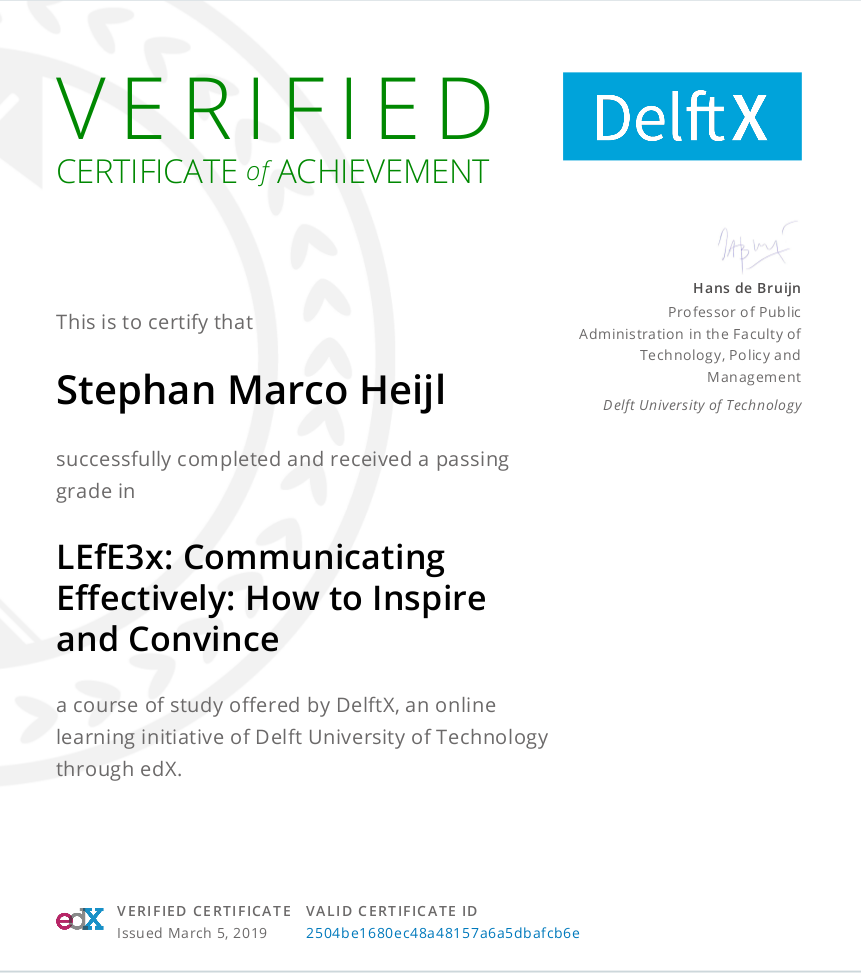 VERIFIED
CERTIFICATE of ACHIEVEMENT
DelftX
Hans de Bruijn
Professor of Public
Administration in the Faculty of
Technology, Policy and
Management
Delft University of Technology
This is to certify that
Stephan Marco Heijl
successfully completed and received a passing
grade in
LEfE3x: Communicating
Effectively: How to Inspire
and Convince
a course of study offered by DelftX, an online
learning initiative of Delft University of Technology
through edX.
edX
VERIFIED CERTIFICATE
Issued March 5, 2019
VALID CERTIFICATE ID
2504be1680ec48a48157a6a5dbafcb6e